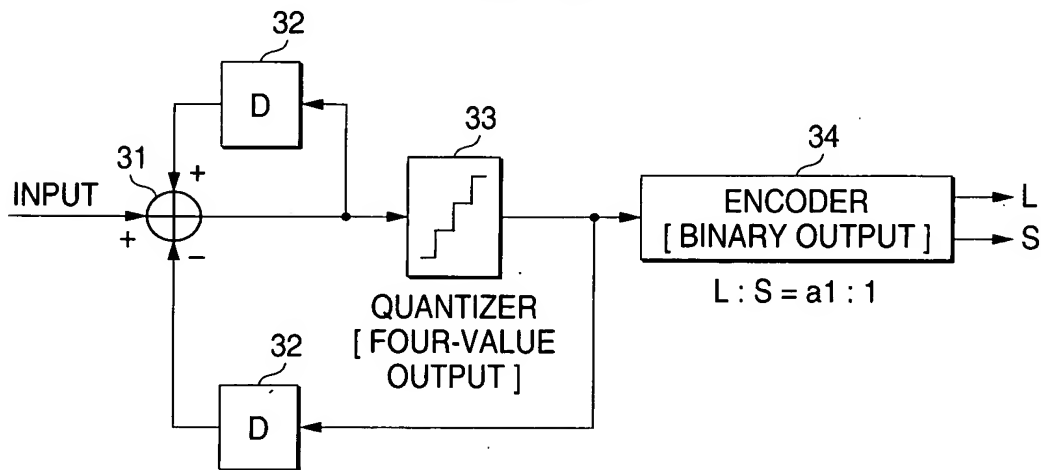 32
D
33
34
31
+
INPUT
+
−
ENCODER
[ BINARY OUTPUT ]
L
S
L : S = a1 : 1
QUANTIZER
[ FOUR-VALUE
OUTPUT ]
32
D